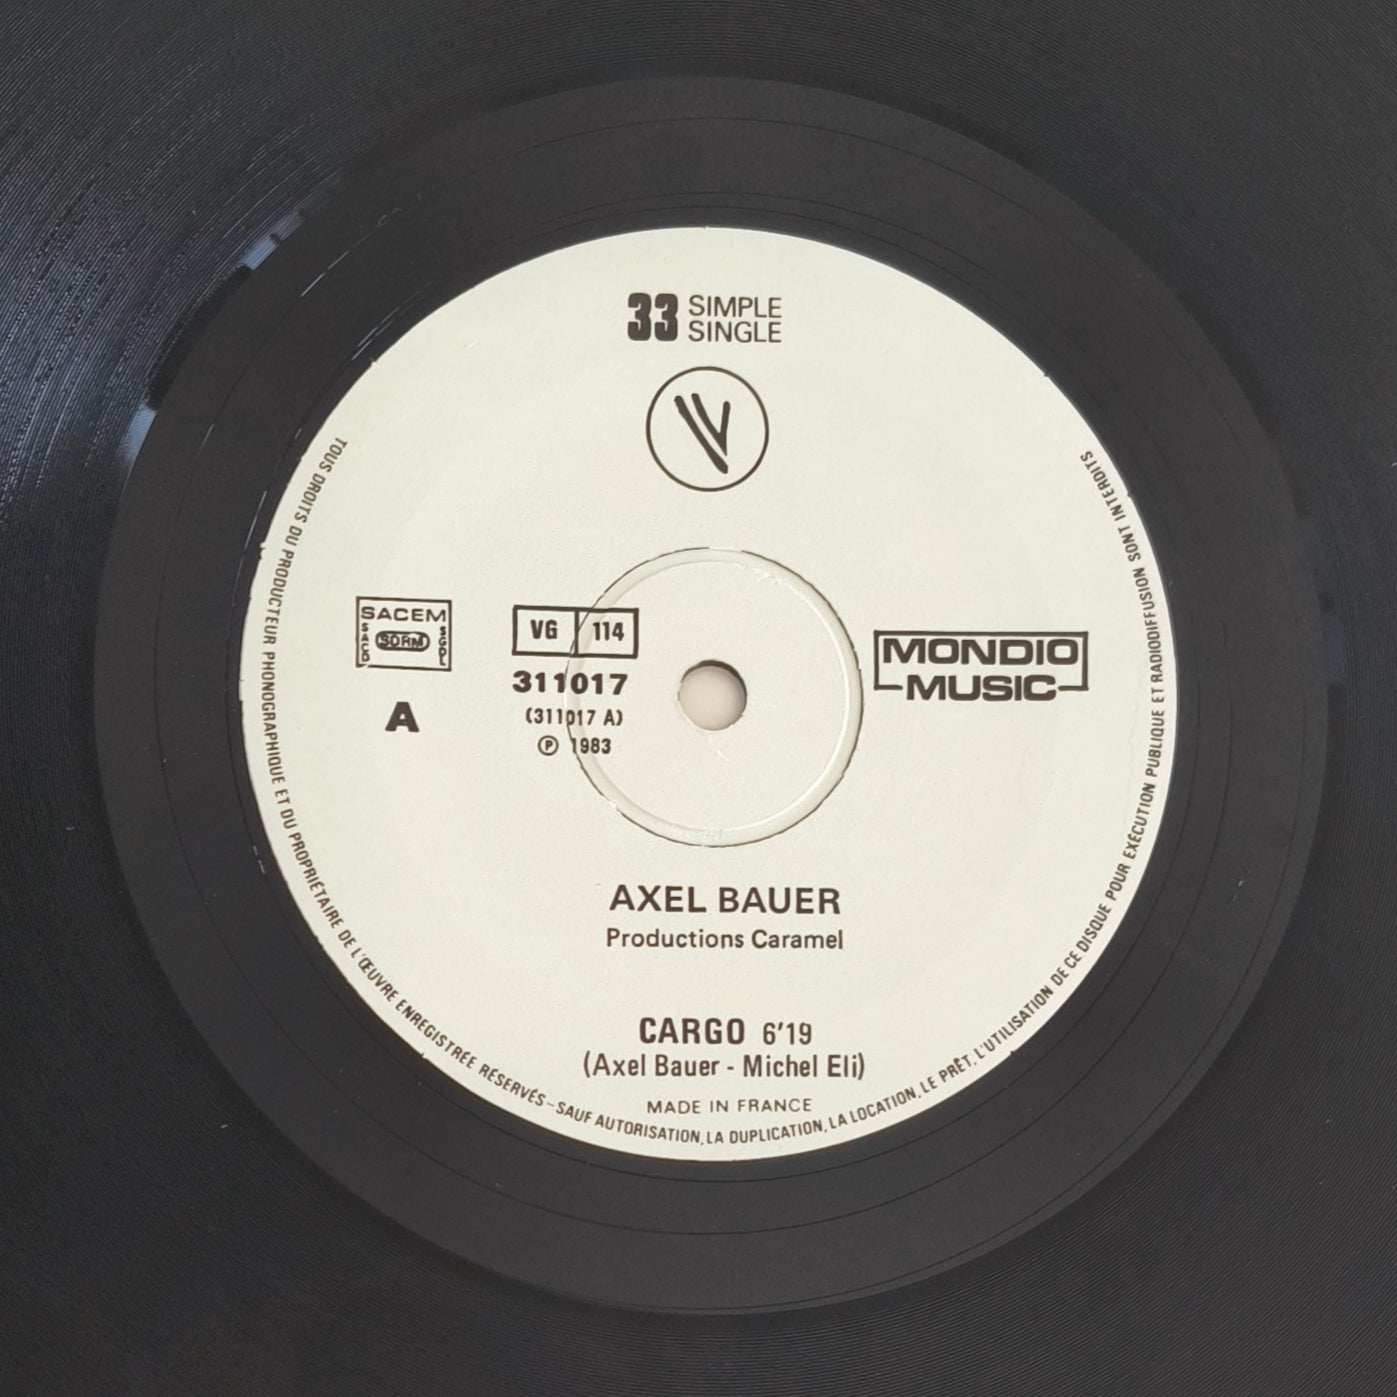 33 SIMPLE
SINGLE
TOUS DROITS DU PRODUCTEUR PHONOGRAPHIQUE ET DU PROPRIÉTAIRE DE L'ŒUVRE ENREGISTRÉE RÉSERVÉS - SAUF AUTORISATION, LA DUPLICATION, LA LOCATION, LE PRÊT, L'UTILISATION DE CE DISQUE POUR EXÉCUTION PUBLIQUE ET RADIODIFFUSION SONT INTERDITS
SACEM
SACD SDRM SGDL
A
VG 114
311017
(311017 A)
℗ 1983
MONDIO
MUSIC
AXEL BAUER
Productions Caramel
CARGO 6'19
(Axel Bauer - Michel Eli)
MADE IN FRANCE